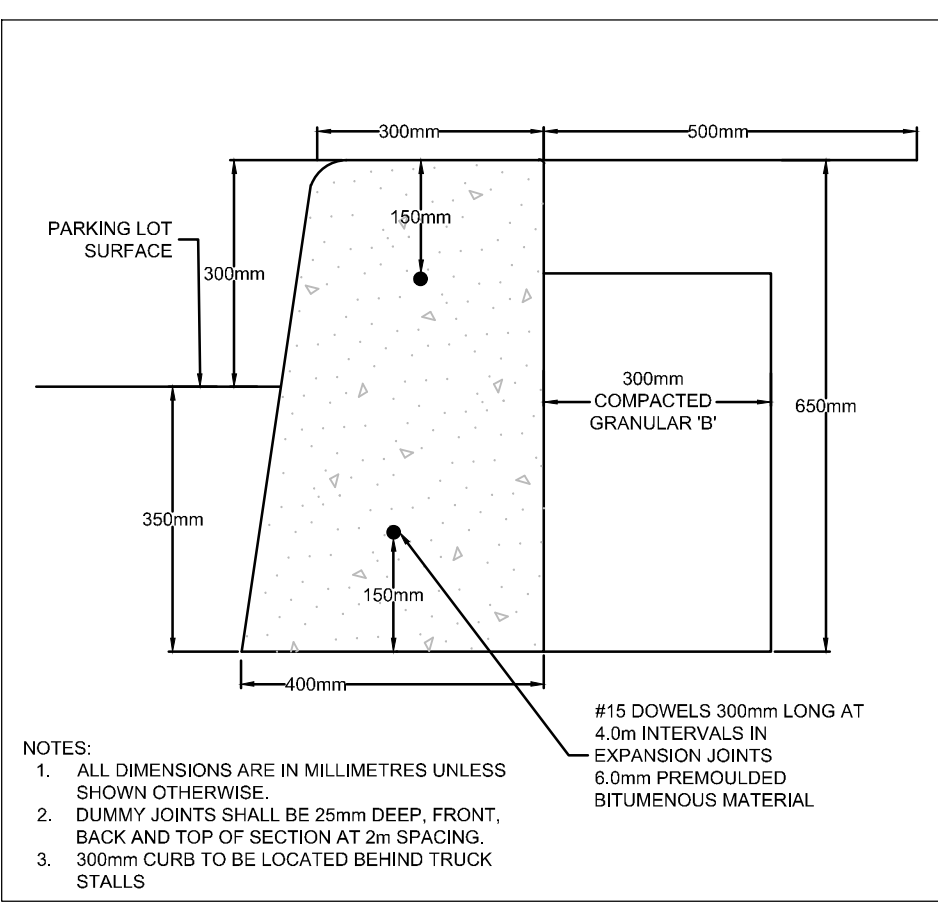 300mm
500mm
150mm
PARKING LOT
SURFACE
300mm
300mm
COMPACTED
GRANULAR 'B'
650mm
350mm
150mm
400mm
#15 DOWELS 300mm LONG AT
4.0m INTERVALS IN
EXPANSION JOINTS
6.0mm PREMOULDED
BITUMENOUS MATERIAL
NOTES:
1. ALL DIMENSIONS ARE IN MILLIMETRES UNLESS
SHOWN OTHERWISE.
2. DUMMY JOINTS SHALL BE 25mm DEEP, FRONT,
BACK AND TOP OF SECTION AT 2m SPACING.
3. 300mm CURB TO BE LOCATED BEHIND TRUCK
STALLS